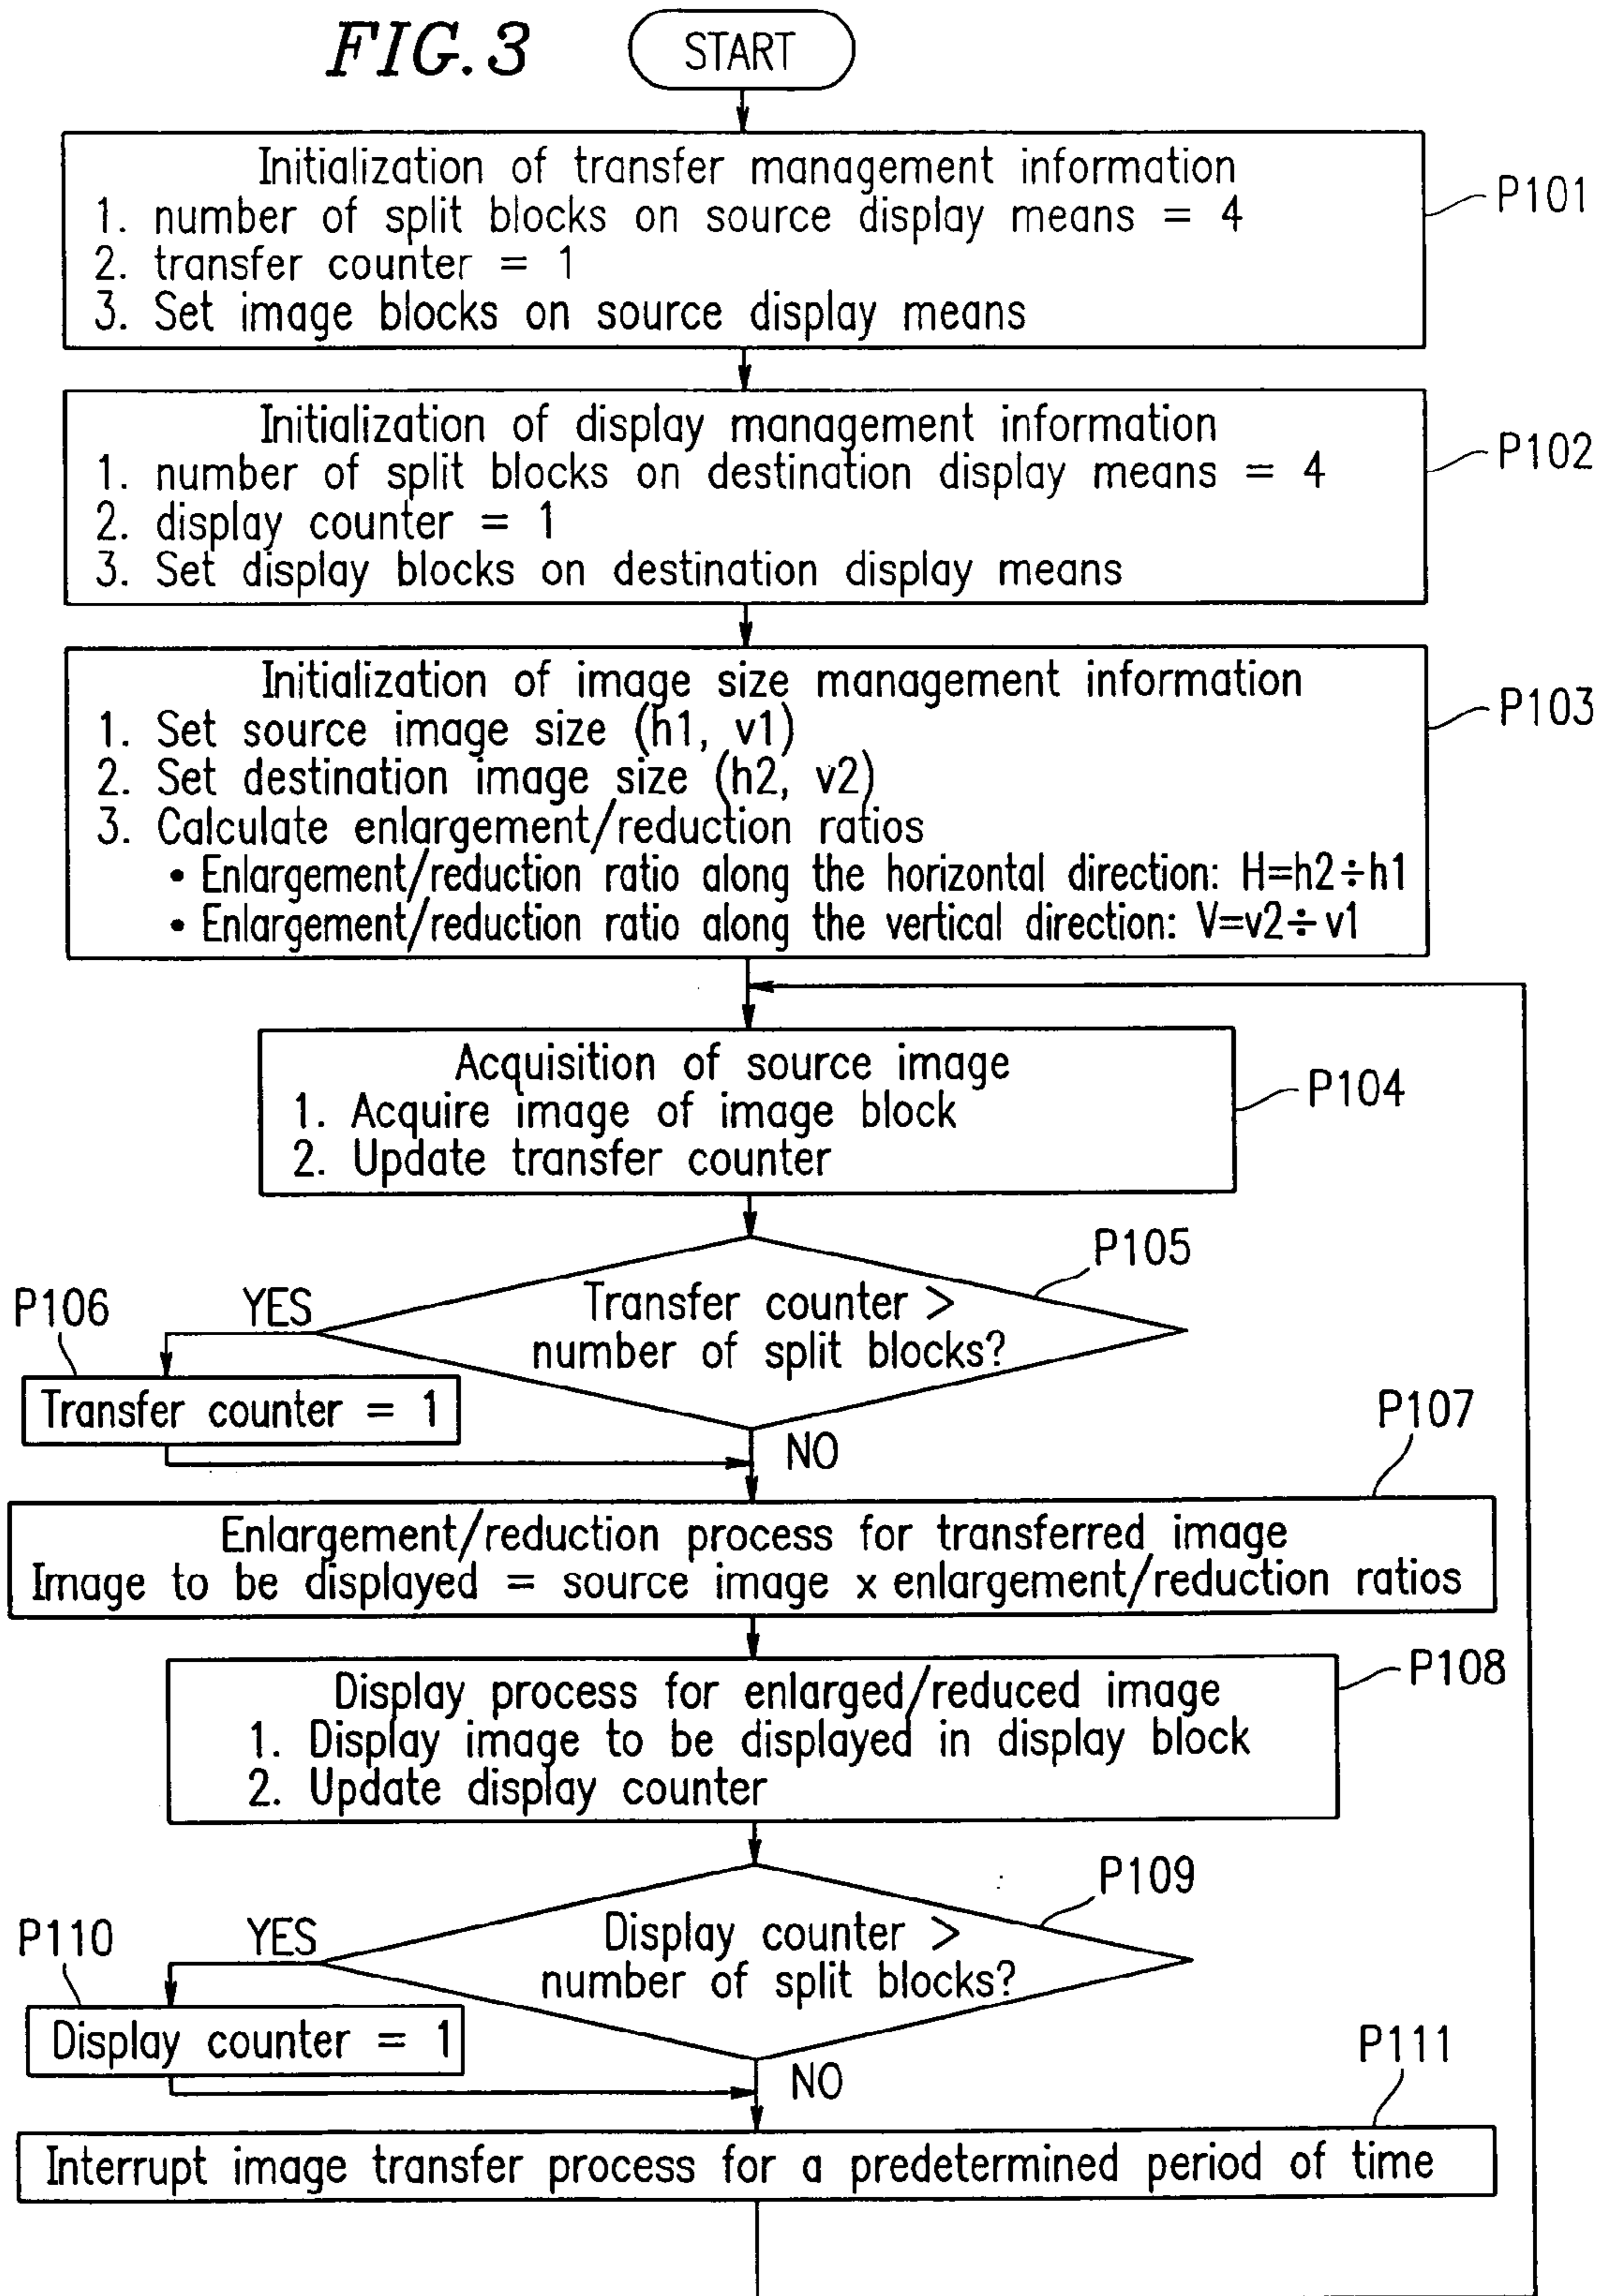 FIG.3
START
Initialization of transfer management information
1. number of split blocks on source display means = 4
2. transfer counter = 1
3. Set image blocks on source display means
P101
Initialization of display management information
1. number of split blocks on destination display means = 4
2. display counter = 1
3. Set display blocks on destination display means
P102
Initialization of image size management information
1. Set source image size (h1, v1)
2. Set destination image size (h2, v2)
3. Calculate enlargement/reduction ratios
• Enlargement/reduction ratio along the horizontal direction: H=h2÷h1
• Enlargement/reduction ratio along the vertical direction: V=v2÷v1
P103
Acquisition of source image
1. Acquire image of image block
2. Update transfer counter
P104
P105
Transfer counter >
number of split blocks?
YES
P106
Transfer counter = 1
NO
P107
Enlargement/reduction process for transferred image
Image to be displayed = source image x enlargement/reduction ratios
P108
Display process for enlarged/reduced image
1. Display image to be displayed in display block
2. Update display counter
P109
Display counter >
number of split blocks?
YES
P110
Display counter = 1
NO
P111
Interrupt image transfer process for a predetermined period of time